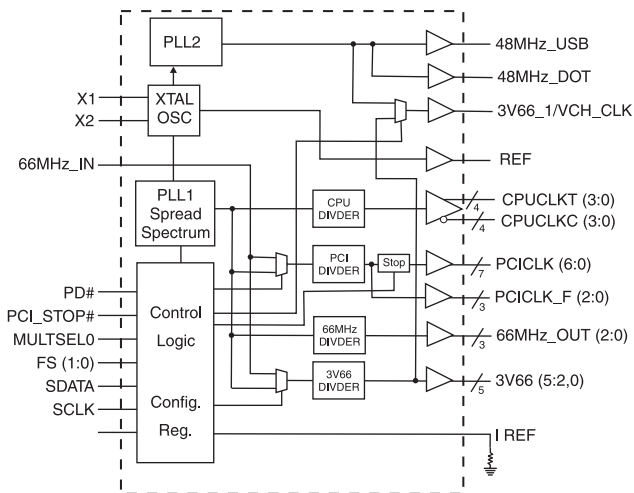 PLL2
48MHz_USB
48MHz_DOT
X1
X2
XTAL
OSC
3V66_1/VCH_CLK
66MHz_IN
REF
PLL1
Spread
Spectrum
CPU
DIVDER
CPUCLKT (3:0)
4
CPUCLKC (3:0)
4
PCI
DIVDER
Stop
PCICLK (6:0)
7
PD#
PCI_STOP#
MULTSEL0
FS (1:0)
SDATA
SCLK
Control
Logic
Config.
Reg.
PCICLK_F (2:0)
3
66MHz
DIVDER
66MHz_OUT (2:0)
3
3V66
DIVDER
3V66 (5:2,0)
5
I REF